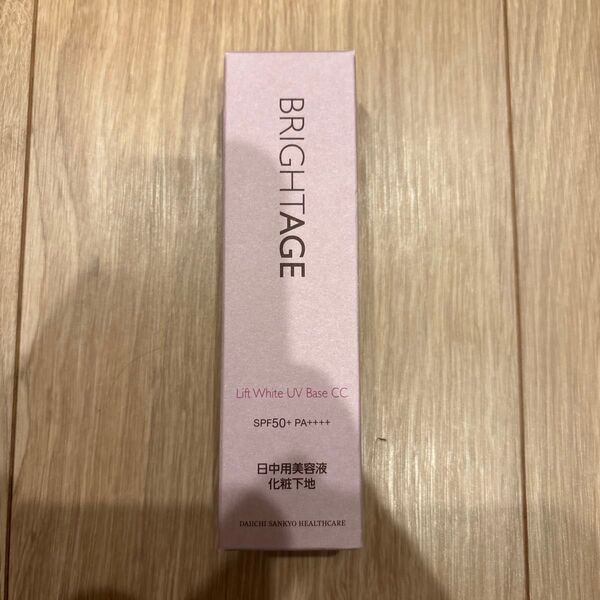 BRIGHTAGE
Lift White UV Base CC
SPF50+ PA++++
日中用美容液
化粧下地
DAIICHI SANKYO HEALTHCARE